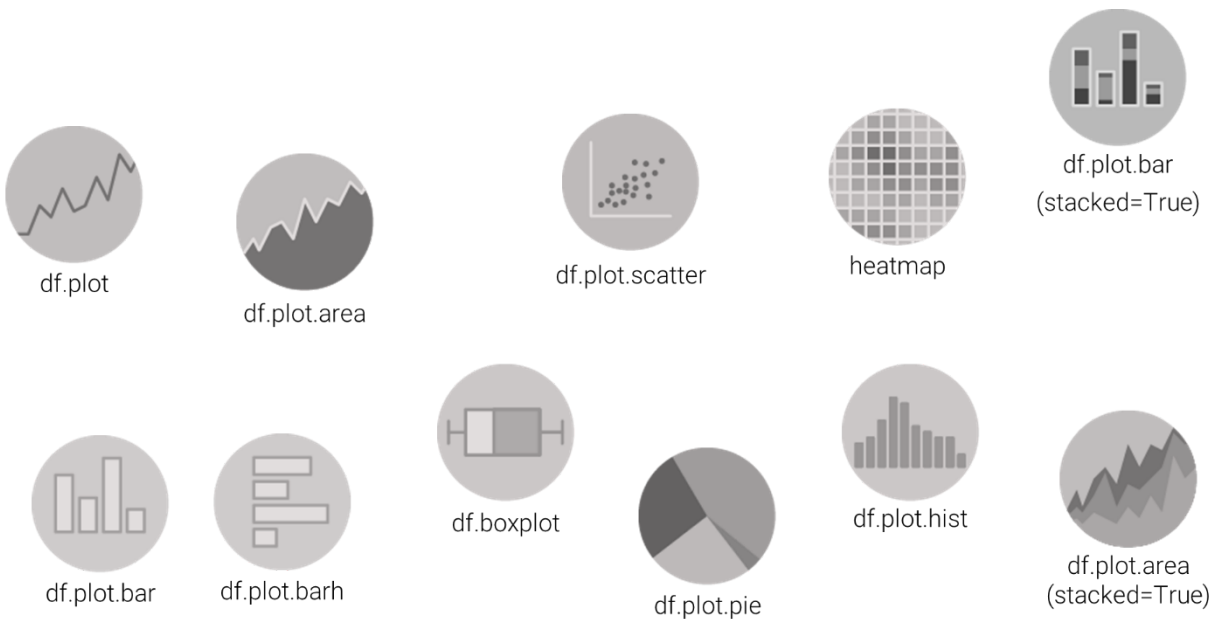 df.plot
df.plot.area
df.plot.scatter
heatmap
df.plot.bar
(stacked=True)
df.plot.bar
df.plot.barh
df.boxplot
df.plot.pie
df.plot.hist
df.plot.area
(stacked=True)